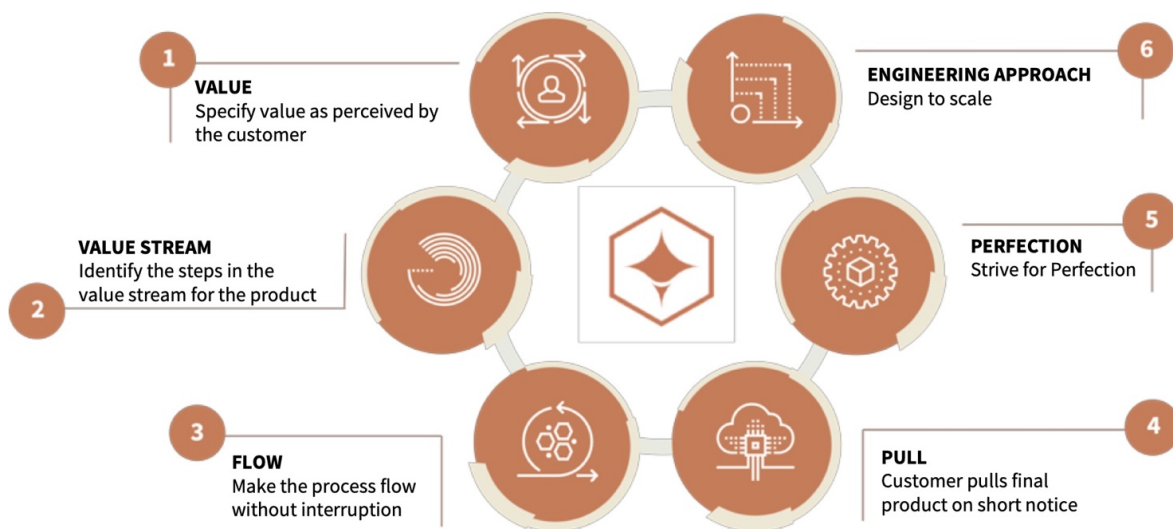 1
VALUE
Specify value as perceived by
the customer
2
VALUE STREAM
Identify the steps in the
value stream for the product
3
FLOW
Make the process flow
without interruption
4
PULL
Customer pulls final
product on short notice
5
PERFECTION
Strive for Perfection
6
ENGINEERING APPROACH
Design to scale